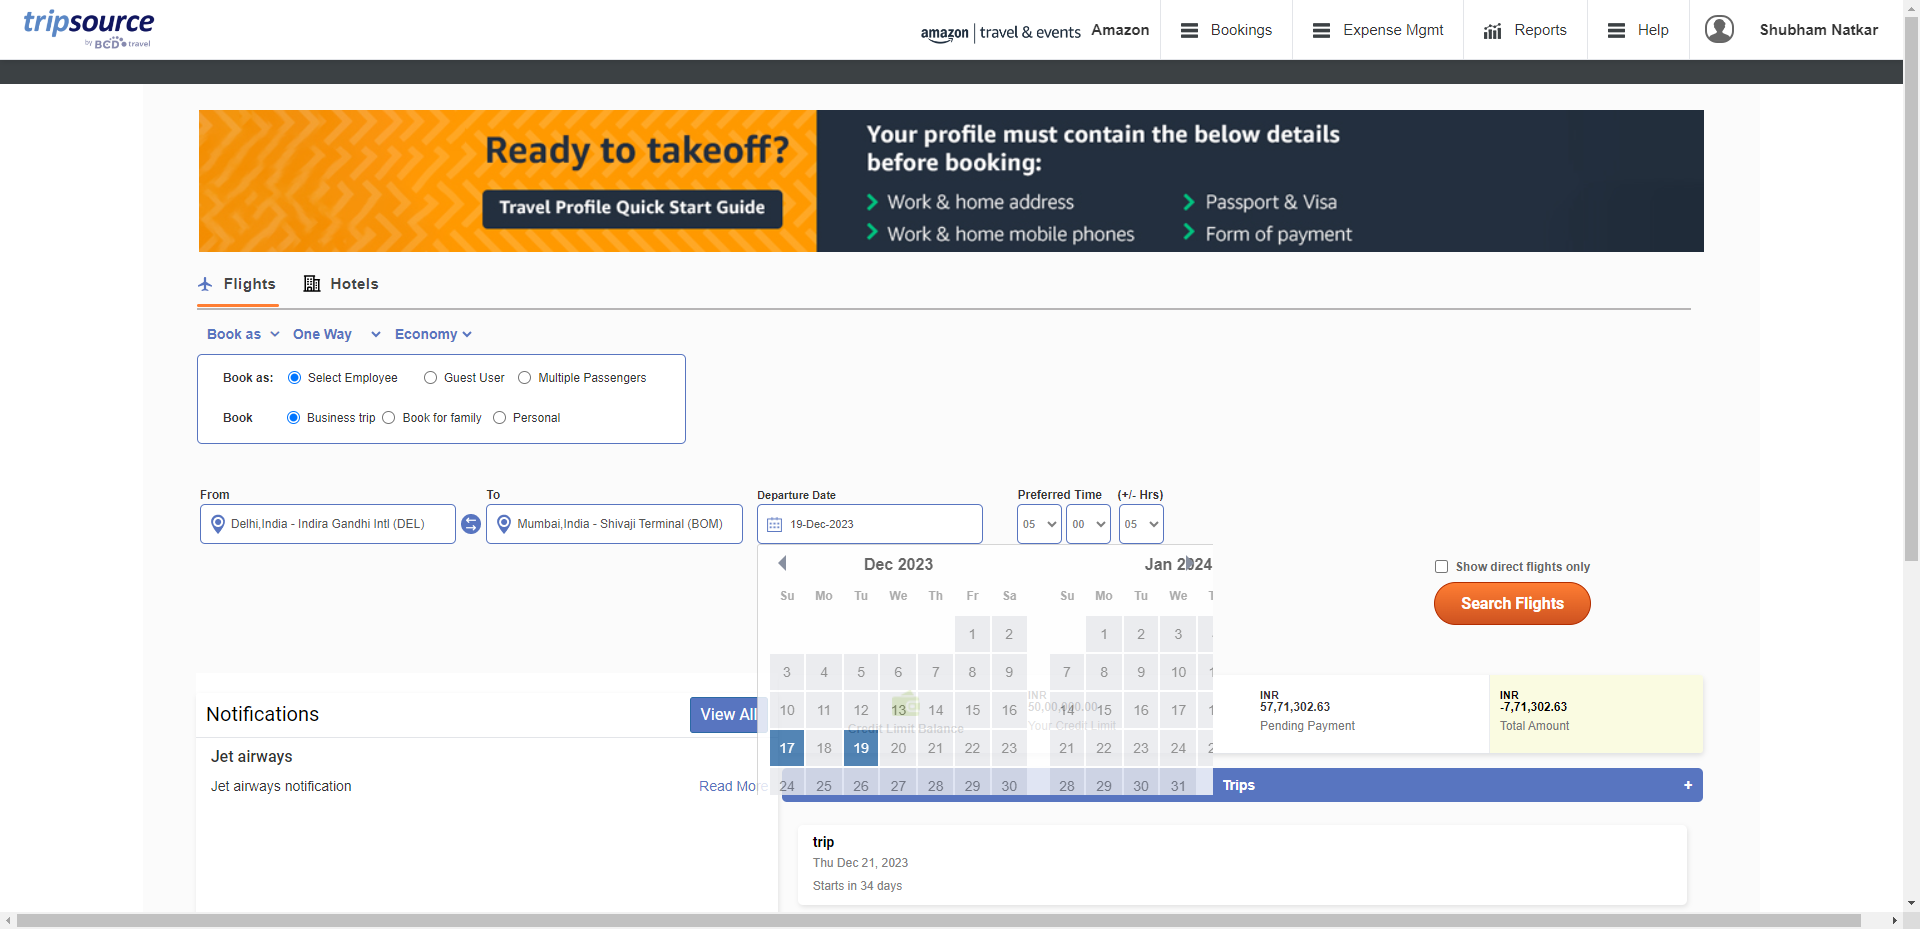 tripsource
by BCD travel
amazon | travel & events Amazon
Bookings
Expense Mgmt
Reports
Help
Shubham Natkar
Ready to takeoff?
Travel Profile Quick Start Guide
Your profile must contain the below details
before booking:
Work & home address
Passport & Visa
Work & home mobile phones
Form of payment
Flights
Hotels
Book as One Way Economy
Book as: Select Employee Guest User Multiple Passengers
Book Business trip Book for family Personal
From
To
Departure Date
Preferred Time (+/- Hrs)
Delhi,India - Indira Gandhi Intl (DEL)
Mumbai,India - Shivaji Terminal (BOM)
19-Dec-2023
05 00 05
Dec 2023
Jan 2024
Su Mo Tu We Th Fr Sa
Su Mo Tu We
1 2
1 2 3
3 4 5 6 7 8 9
7 8 9 10
10 11 12 13 14 15 16
14 15 16 17
17 18 19 20 21 22 23
21 22 23 24
24 25 26 27 28 29 30
28 29 30 31
Show direct flights only
Search Flights
Notifications
View All
Jet airways
Jet airways notification
Read More
Credit Limit Balance
INR
50,00,000.00
Your Credit Limit
INR
57,71,302.63
Pending Payment
INR
-7,71,302.63
Total Amount
Trips +
trip
Thu Dec 21, 2023
Starts in 34 days